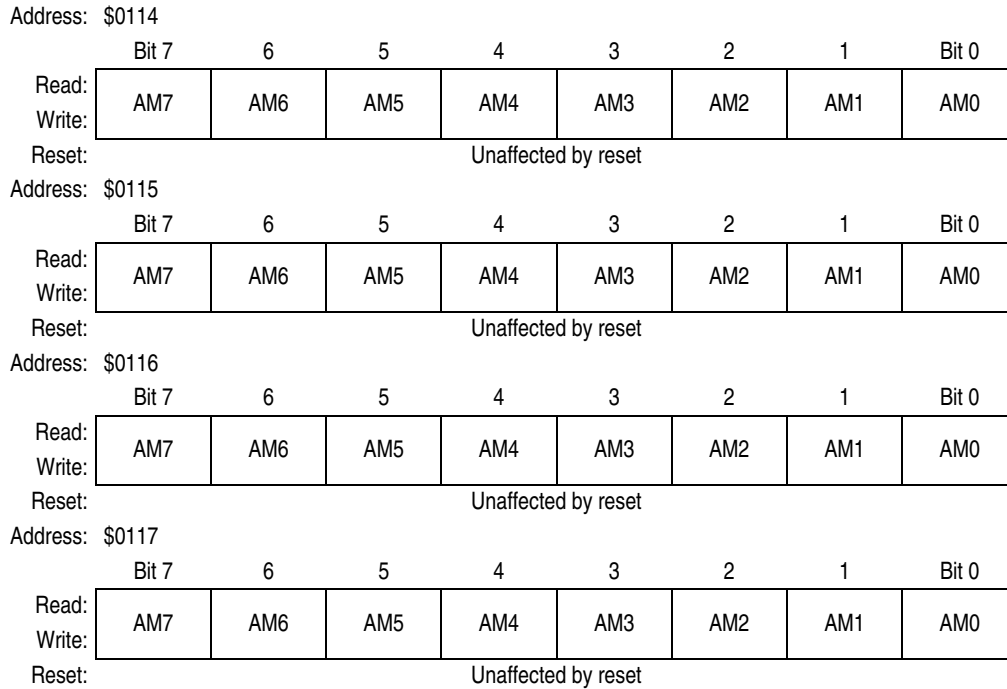 Address: $0114
Bit 7 6 5 4 3 2 1 Bit 0
Read:
AM7 AM6 AM5 AM4 AM3 AM2 AM1 AM0
Write:
Reset: Unaffected by reset
Address: $0115
Bit 7 6 5 4 3 2 1 Bit 0
Read:
AM7 AM6 AM5 AM4 AM3 AM2 AM1 AM0
Write:
Reset: Unaffected by reset
Address: $0116
Bit 7 6 5 4 3 2 1 Bit 0
Read:
AM7 AM6 AM5 AM4 AM3 AM2 AM1 AM0
Write:
Reset: Unaffected by reset
Address: $0117
Bit 7 6 5 4 3 2 1 Bit 0
Read:
AM7 AM6 AM5 AM4 AM3 AM2 AM1 AM0
Write:
Reset: Unaffected by reset